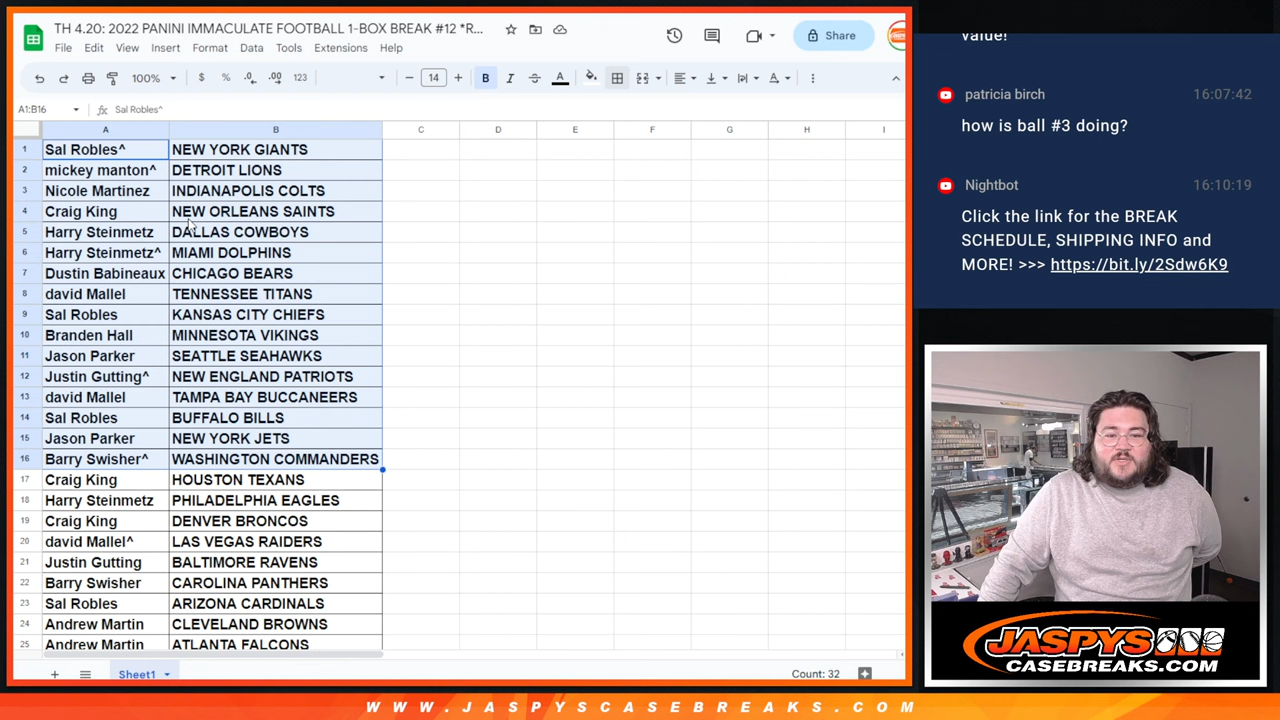 TH 4.20: 2022 PANINI IMMACULATE FOOTBALL 1-BOX BREAK #12 *R...
File Edit View Insert Format Data Tools Extensions Help
Share
100% $ % .0 .00 123 14 B I A
A1:B16 fx Sal Robles^
A B C D E F G H I
1 Sal Robles^ NEW YORK GIANTS
2 mickey manton^ DETROIT LIONS
3 Nicole Martinez INDIANAPOLIS COLTS
4 Craig King NEW ORLEANS SAINTS
5 Harry Steinmetz DALLAS COWBOYS
6 Harry Steinmetz^ MIAMI DOLPHINS
7 Dustin Babineaux CHICAGO BEARS
8 david Mallel TENNESSEE TITANS
9 Sal Robles KANSAS CITY CHIEFS
10 Branden Hall MINNESOTA VIKINGS
11 Jason Parker SEATTLE SEAHAWKS
12 Justin Gutting^ NEW ENGLAND PATRIOTS
13 david Mallel TAMPA BAY BUCCANEERS
14 Sal Robles BUFFALO BILLS
15 Jason Parker NEW YORK JETS
16 Barry Swisher^ WASHINGTON COMMANDERS
17 Craig King HOUSTON TEXANS
18 Harry Steinmetz PHILADELPHIA EAGLES
19 Craig King DENVER BRONCOS
20 david Mallel^ LAS VEGAS RAIDERS
21 Justin Gutting BALTIMORE RAVENS
22 Barry Swisher CAROLINA PANTHERS
23 Sal Robles ARIZONA CARDINALS
24 Andrew Martin CLEVELAND BROWNS
25 Andrew Martin ATLANTA FALCONS
Sheet1 Count: 32
value!
patricia birch 16:07:42
how is ball #3 doing?
Nightbot 16:10:19
Click the link for the BREAK
SCHEDULE, SHIPPING INFO and
MORE! >>> https://bit.ly/2Sdw6K9
JASPYS
CASEBREAKS.COM
WWW.JASPYSCASEBREAKS.COM